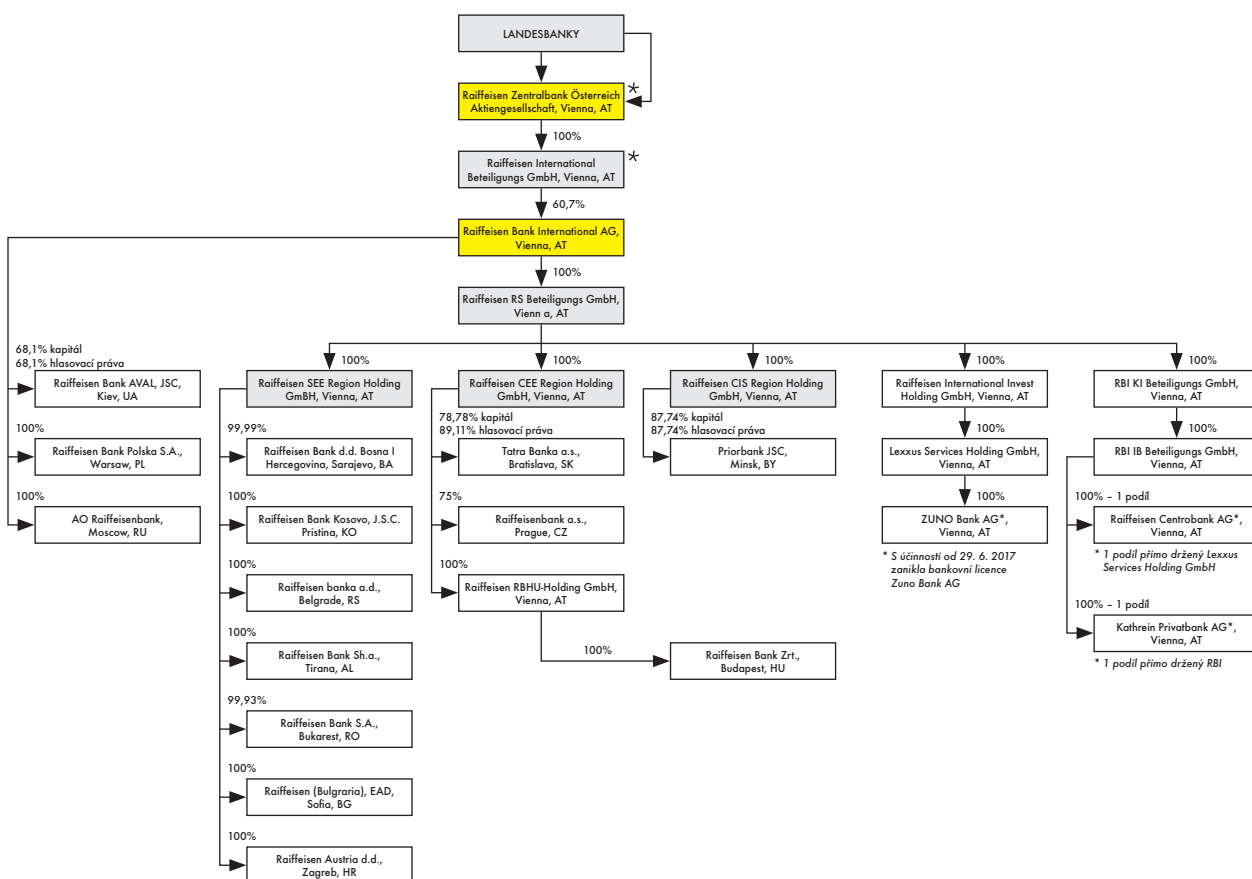 LANDESBANKY
*
Raiffeisen Zentralbank Österreich
Aktiengesellschaft, Vienna, AT
100%
*
Raiffeisen International
Beteiligungs GmbH, Vienna, AT
60,7%
Raiffeisen Bank International AG,
Vienna, AT
100%
Raiffeisen RS Beteiligungs GmbH,
Vienn a, AT
68,1% kapitál
68,1% hlasovací práva
Raiffeisen Bank AVAL, JSC,
Kiev, UA
100%
Raiffeisen Bank Polska S.A.,
Warsaw, PL
100%
AO Raiffeisenbank,
Moscow, RU
100%
Raiffeisen SEE Region Holding
GmBH, Vienna, AT
99,99%
Raiffeisen Bank d.d. Bosna I
Hercegovina, Sarajevo, BA
100%
Raiffeisen Bank Kosovo, J.S.C.
Pristina, KO
100%
Raiffeisen banka a.d.,
Belgrade, RS
100%
Raiffeisen Bank Sh.a.,
Tirana, AL
99,93%
Raiffeisen Bank S.A.,
Bukarest, RO
100%
Raiffeisen (Bulgraria), EAD,
Sofia, BG
100%
Raiffeisen Austria d.d.,
Zagreb, HR
100%
Raiffeisen CEE Region Holding
GmbH, Vienna, AT
78,78% kapitál
89,11% hlasovací práva
Tatra Banka a.s.,
Bratislava, SK
75%
Raiffeisenbank a.s.,
Prague, CZ
100%
Raiffeisen RBHU-Holding GmbH,
Vienna, AT
100%
Raiffeisen Bank Zrt.,
Budapest, HU
100%
Raiffeisen CIS Region Holding
GmbH, Vienna, AT
87,74% kapitál
87,74% hlasovací práva
Priorbank JSC,
Minsk, BY
100%
Raiffeisen International Invest
Holding GmbH, Vienna, AT
100%
Lexxus Services Holding GmbH,
Vienna, AT
100%
ZUNO Bank AG*,
Vienna, AT
* S účinností od 29. 6. 2017
zanikla bankovní licence
Zuno Bank AG
100%
RBI KI Beteiligungs GmbH,
Vienna, AT
100%
RBI IB Beteiligungs GmbH,
Vienna, AT
100% – 1 podíl
Raiffeisen Centrobank AG*,
Vienna, AT
* 1 podíl přímo držený Lexxus
Services Holding GmbH
100% – 1 podíl
Kathrein Privatbank AG*,
Vienna, AT
* 1 podíl přímo držený RBI